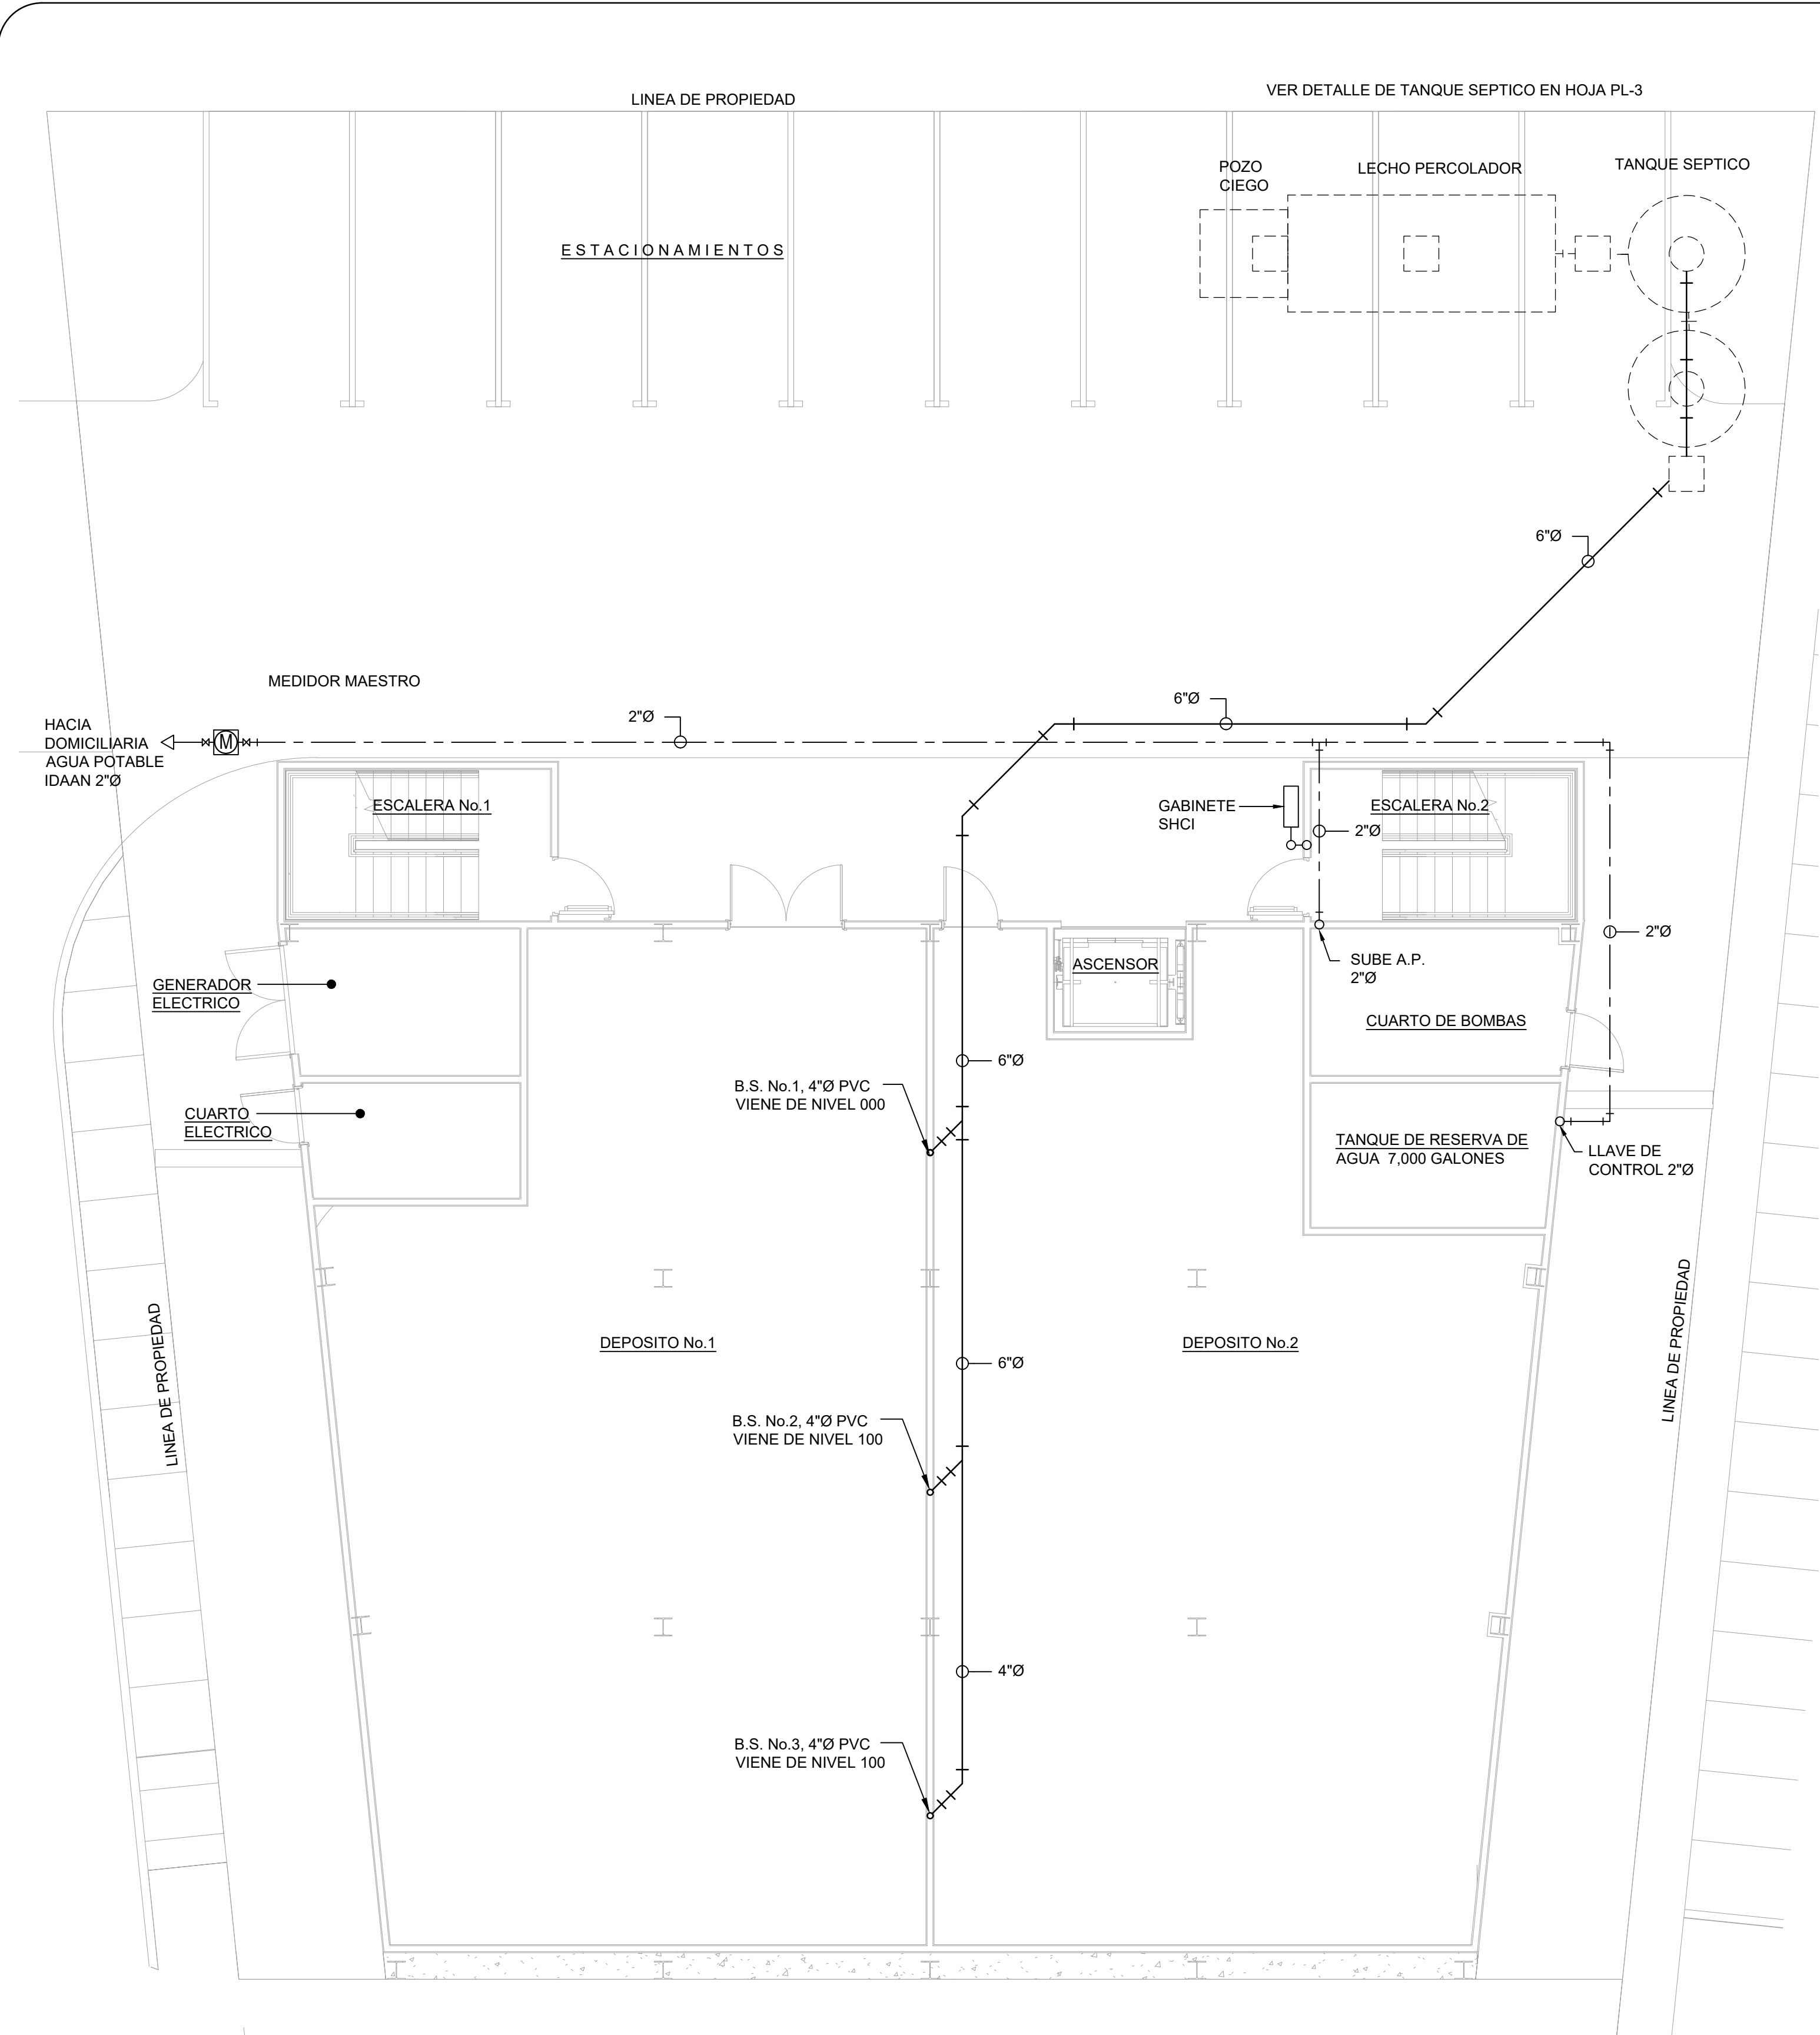 LINEA DE PROPIEDAD
VER DETALLE DE TANQUE SEPTICO EN HOJA PL-3
POZO
CIEGO
LECHO PERCOLADOR
TANQUE SEPTICO
E S T A C I O N A M I E N T O S
6"Ø
MEDIDOR MAESTRO
HACIA
DOMICILIARIA
AGUA POTABLE
IDAAN 2"Ø
M
2"Ø
6"Ø
ESCALERA No.1
GABINETE
SHCI
ESCALERA No.2
2"Ø
2"Ø
SUBE A.P.
2"Ø
ASCENSOR
GENERADOR
ELECTRICO
CUARTO DE BOMBAS
6"Ø
B.S. No.1, 4"Ø PVC
VIENE DE NIVEL 000
CUARTO
ELECTRICO
TANQUE DE RESERVA DE
AGUA 7,000 GALONES
LLAVE DE
CONTROL 2"Ø
LINEA DE PROPIEDAD
DEPOSITO No.1
6"Ø
DEPOSITO No.2
LINEA DE PROPIEDAD
B.S. No.2, 4"Ø PVC
VIENE DE NIVEL 100
4"Ø
B.S. No.3, 4"Ø PVC
VIENE DE NIVEL 100